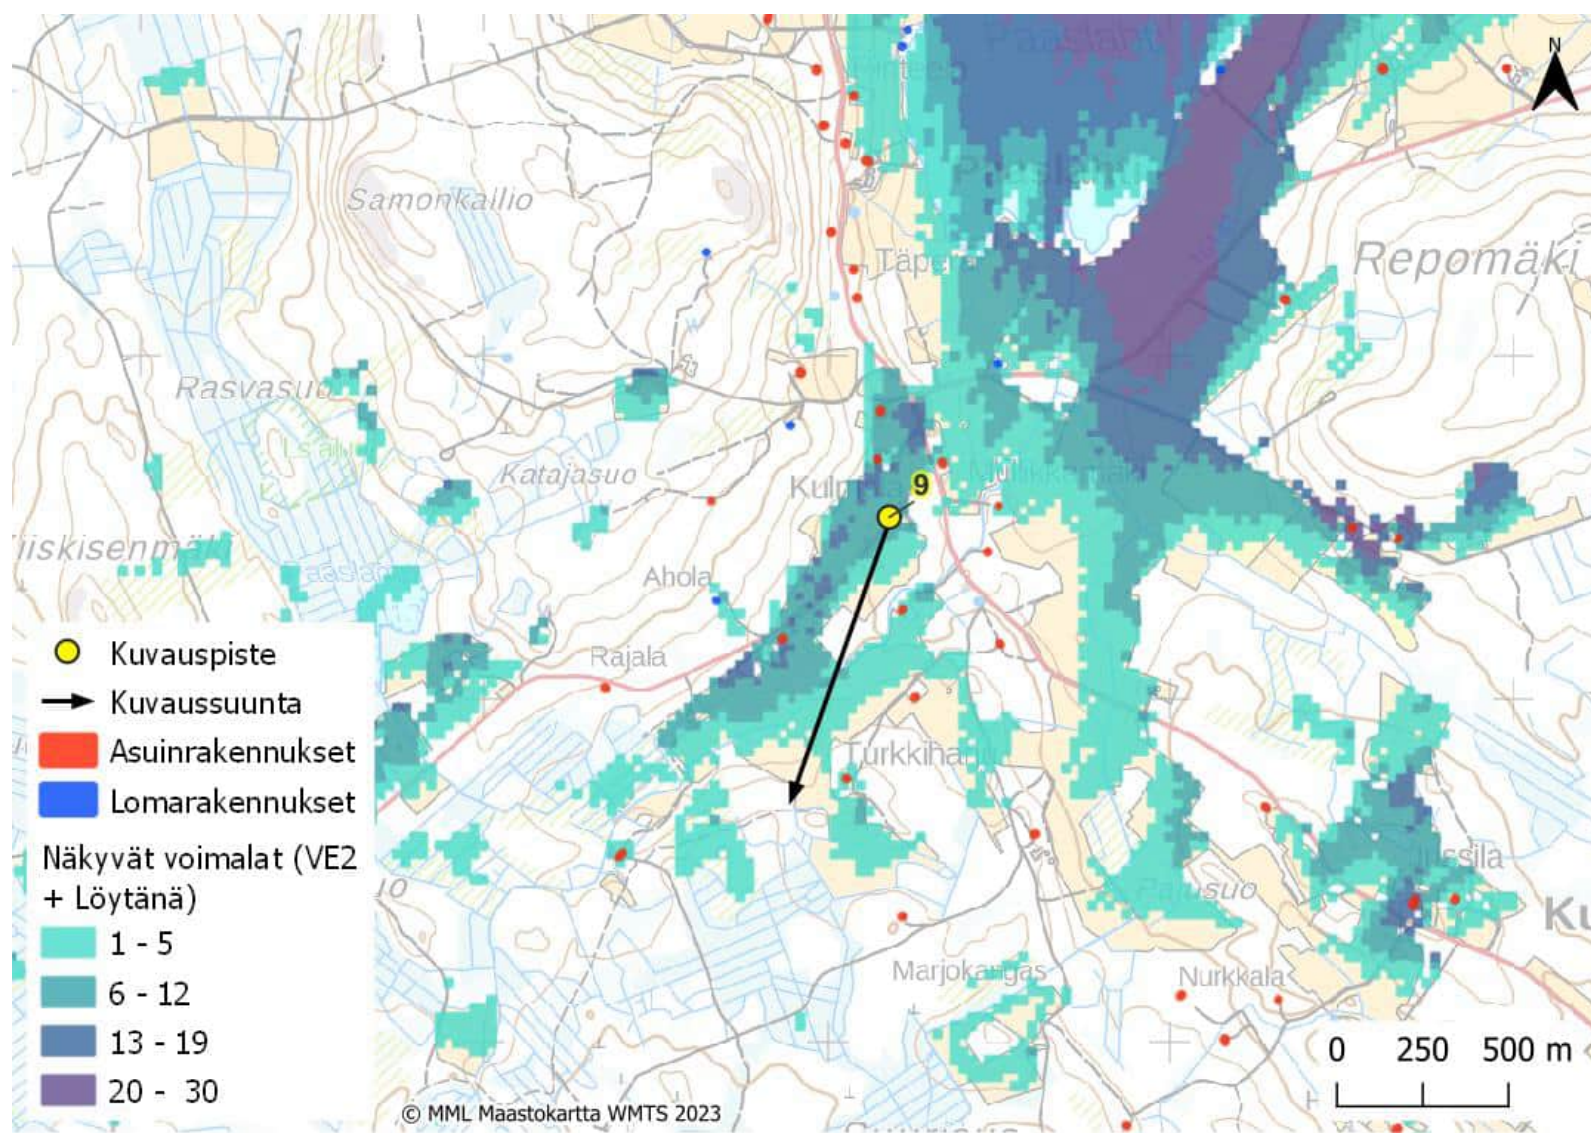 N
Samonkallio
Repomäki
Rasvasuo
Katajasuo
9
Ahola
Rajala
Turkkiharju
Palusuo
Marjokangas
Nurkkala
Kuvauspiste
Kuvaussuunta
Asuinrakennukset
Lomarakennukset
Näkyvät voimalat (VE2
+ Löytänä)
1 - 5
6 - 12
13 - 19
20 - 30
0 250 500 m
© MML Maastokartta WMTS 2023